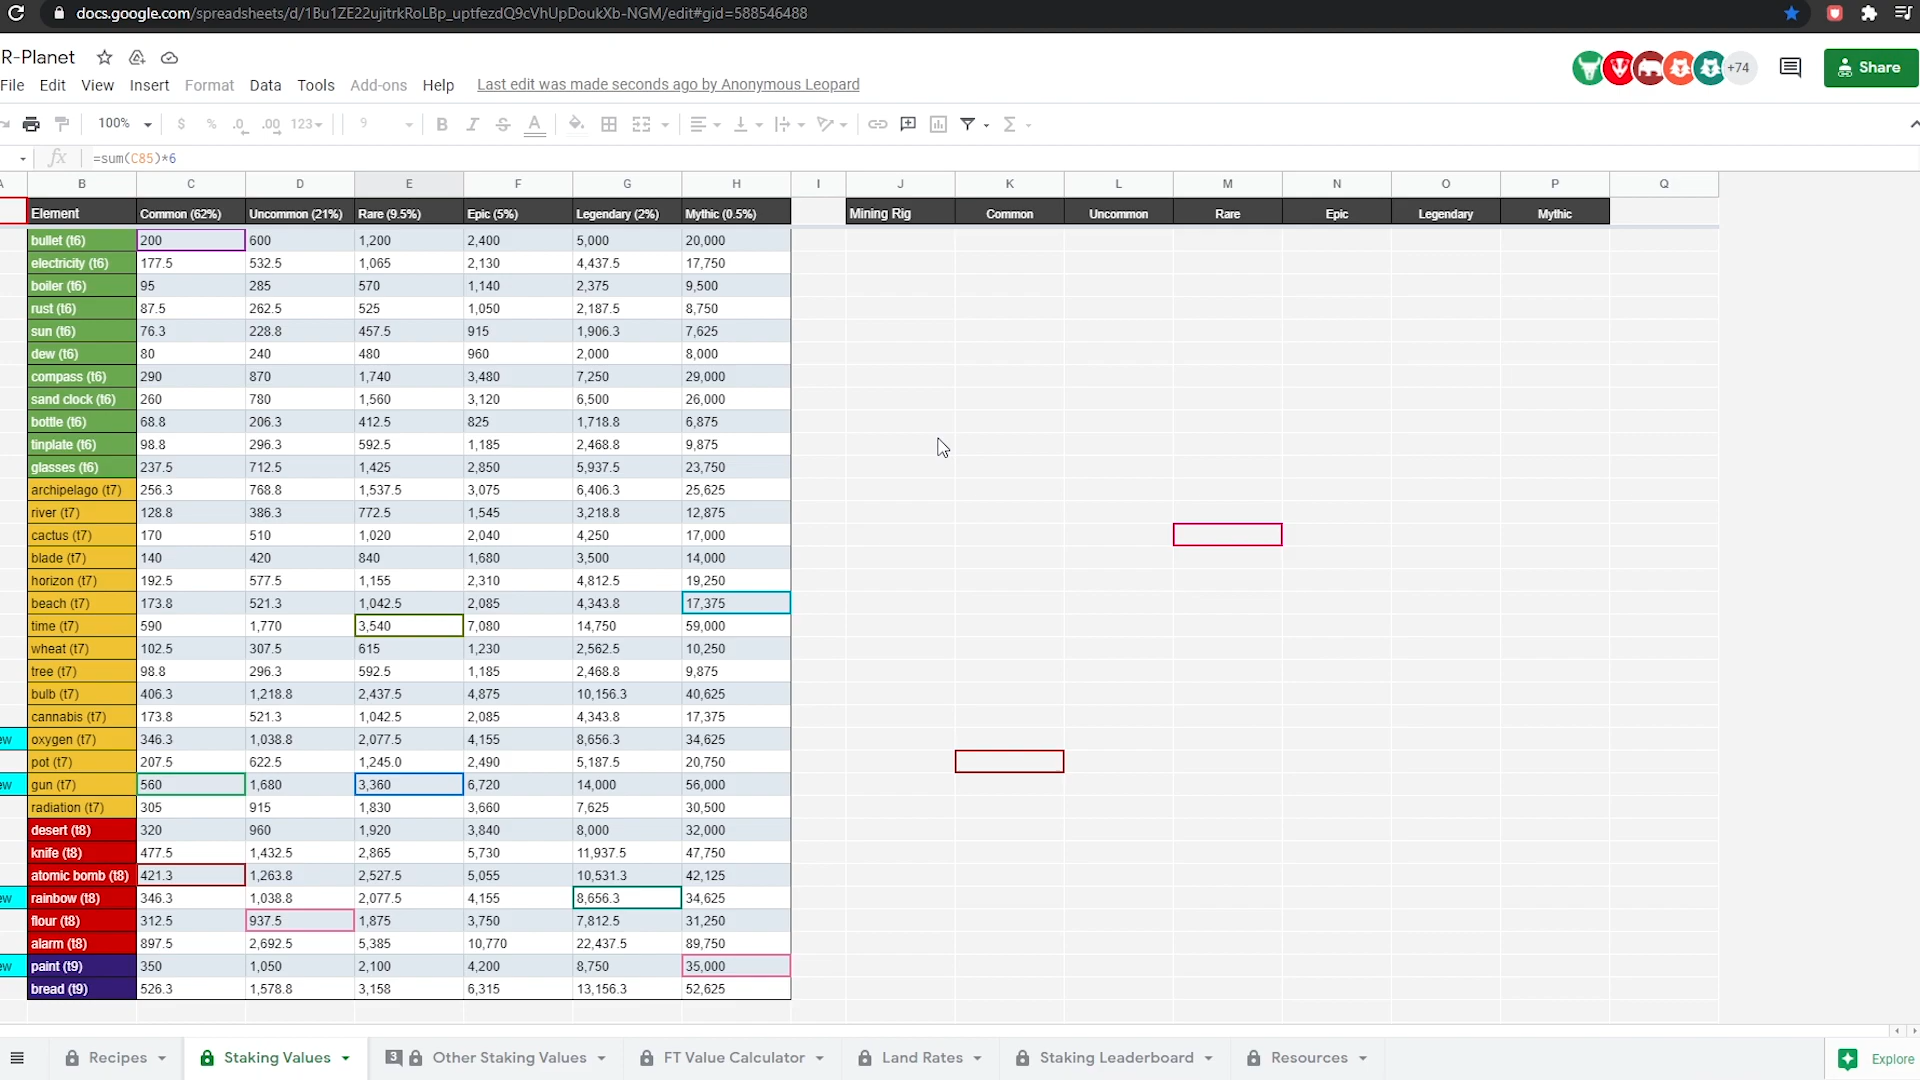 docs.google.com/spreadsheets/d/1Bu1ZE22ujitrkRoLBp_uptfezdQ9cVhUpDoukXb-NGM/edit#gid=588546488
R-Planet
+74
Share
File Edit View Insert Format Data Tools Add-ons Help Last edit was made seconds ago by Anonymous Leopard
100% $ % .0 .00 123 9 B I S A Σ
fx =sum(C85)*6
A B C D E F G H I J K L M N O P Q
Element Common (62%) Uncommon (21%) Rare (9.5%) Epic (5%) Legendary (2%) Mythic (0.5%) Mining Rig Common Uncommon Rare Epic Legendary Mythic
bullet (t6) 200 600 1,200 2,400 5,000 20,000
electricity (t6) 177.5 532.5 1,065 2,130 4,437.5 17,750
boiler (t6) 95 285 570 1,140 2,375 9,500
rust (t6) 87.5 262.5 525 1,050 2,187.5 8,750
sun (t6) 76.3 228.8 457.5 915 1,906.3 7,625
dew (t6) 80 240 480 960 2,000 8,000
compass (t6) 290 870 1,740 3,480 7,250 29,000
sand clock (t6) 260 780 1,560 3,120 6,500 26,000
bottle (t6) 68.8 206.3 412.5 825 1,718.8 6,875
tinplate (t6) 98.8 296.3 592.5 1,185 2,468.8 9,875
glasses (t6) 237.5 712.5 1,425 2,850 5,937.5 23,750
archipelago (t7) 256.3 768.8 1,537.5 3,075 6,406.3 25,625
river (t7) 128.8 386.3 772.5 1,545 3,218.8 12,875
cactus (t7) 170 510 1,020 2,040 4,250 17,000
blade (t7) 140 420 840 1,680 3,500 14,000
horizon (t7) 192.5 577.5 1,155 2,310 4,812.5 19,250
beach (t7) 173.8 521.3 1,042.5 2,085 4,343.8 17,375
time (t7) 590 1,770 3,540 7,080 14,750 59,000
wheat (t7) 102.5 307.5 615 1,230 2,562.5 10,250
tree (t7) 98.8 296.3 592.5 1,185 2,468.8 9,875
bulb (t7) 406.3 1,218.8 2,437.5 4,875 10,156.3 40,625
cannabis (t7) 173.8 521.3 1,042.5 2,085 4,343.8 17,375
ew oxygen (t7) 346.3 1,038.8 2,077.5 4,155 8,656.3 34,625
pot (t7) 207.5 622.5 1,245.0 2,490 5,187.5 20,750
ew gun (t7) 560 1,680 3,360 6,720 14,000 56,000
radiation (t7) 305 915 1,830 3,660 7,625 30,500
desert (t8) 320 960 1,920 3,840 8,000 32,000
knife (t8) 477.5 1,432.5 2,865 5,730 11,937.5 47,750
atomic bomb (t8) 421.3 1,263.8 2,527.5 5,055 10,531.3 42,125
ew rainbow (t8) 346.3 1,038.8 2,077.5 4,155 8,656.3 34,625
flour (t8) 312.5 937.5 1,875 3,750 7,812.5 31,250
alarm (t8) 897.5 2,692.5 5,385 10,770 22,437.5 89,750
ew paint (t9) 350 1,050 2,100 4,200 8,750 35,000
bread (t9) 526.3 1,578.8 3,158 6,315 13,156.3 52,625
Recipes Staking Values 3 Other Staking Values FT Value Calculator Land Rates Staking Leaderboard Resources Explore